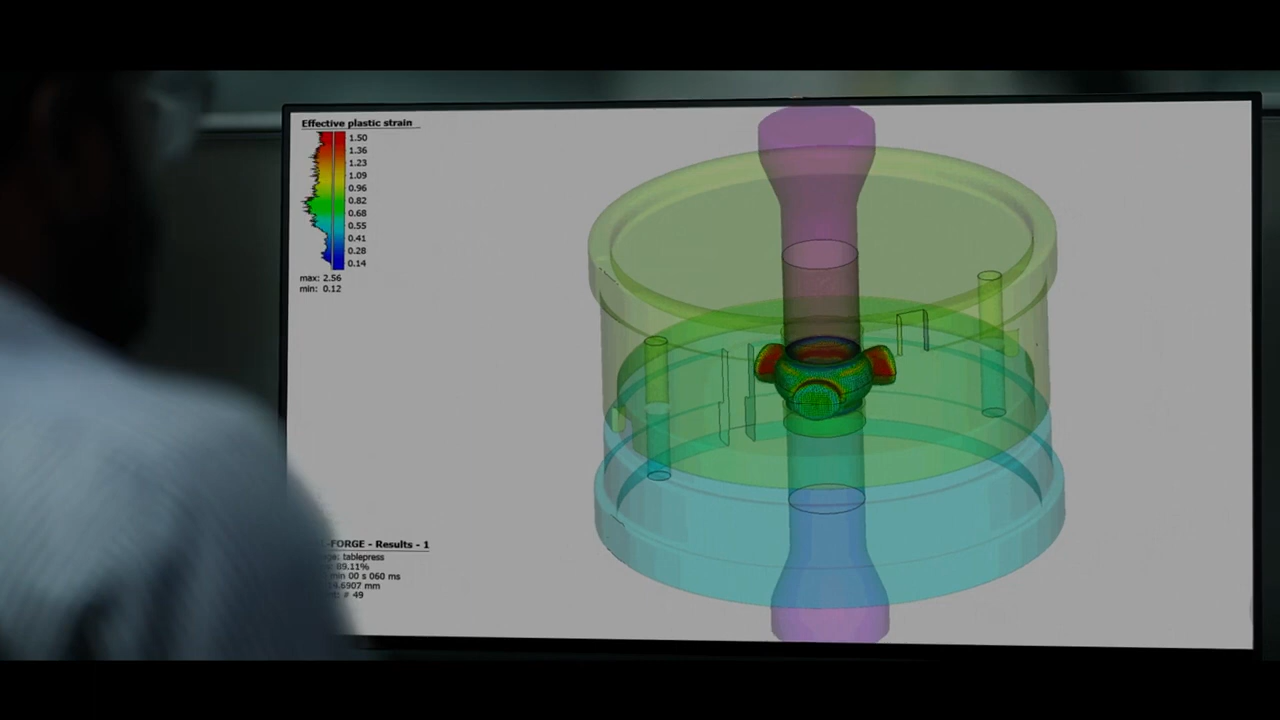 Effective plastic strain
1.50
1.36
1.23
1.09
0.96
0.82
0.68
0.55
0.41
0.28
0.14
max: 2.56
min: 0.12
-FORGE - Results - 1
tablepress
89.11%
min 00 s 060 ms
.6907 mm
# 49